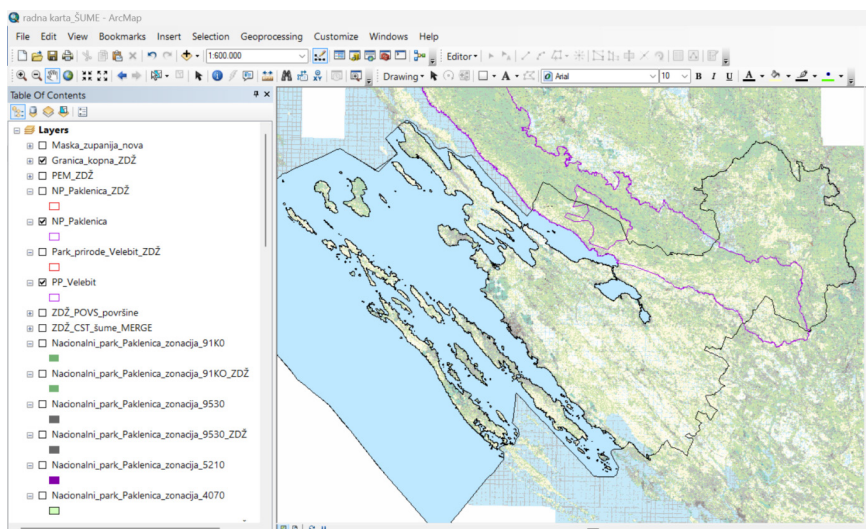 radna karta_ŠUME - ArcMap
File Edit View Bookmarks Insert Selection Geoprocessing Customize Windows Help
1:600.000 Editor
Drawing A Arial 10 B I U A
Table Of Contents
Layers
Maska_zupanija_nova
Granica_kopna_ZDŽ
PEM_ZDŽ
NP_Paklenica_ZDŽ
NP_Paklenica
Park_prirode_Velebit_ZDŽ
PP_Velebit
ZDŽ_POVS_površine
ZDŽ_CST_šume_MERGE
Nacionalni_park_Paklenica_zonacija_91K0
Nacionalni_park_Paklenica_zonacija_91KO_ZDŽ
Nacionalni_park_Paklenica_zonacija_9530
Nacionalni_park_Paklenica_zonacija_9530_ZDŽ
Nacionalni_park_Paklenica_zonacija_5210
Nacionalni_park_Paklenica_zonacija_4070